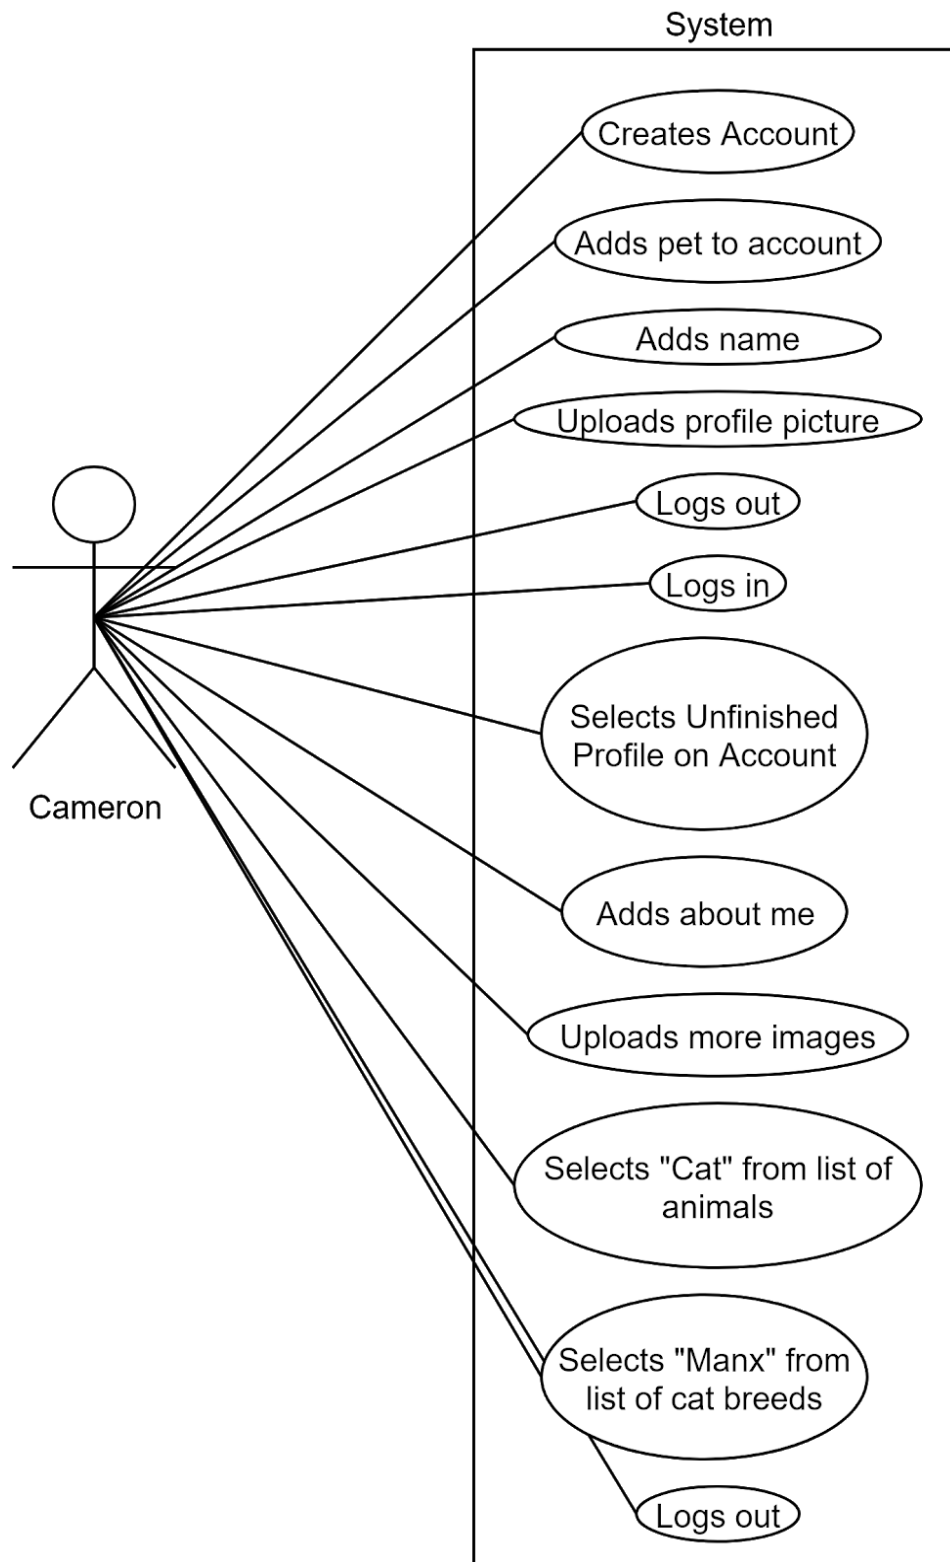 System
Creates Account
Adds pet to account
Adds name
Uploads profile picture
Logs out
Logs in
Selects Unfinished
Profile on Account
Cameron
Adds about me
Uploads more images
Selects "Cat" from list of
animals
Selects "Manx" from
list of cat breeds
Logs out